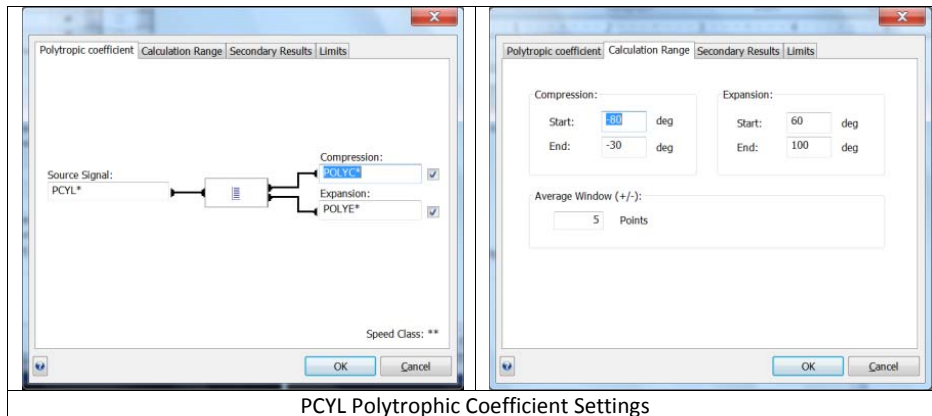 Polytropic coefficient Calculation Range Secondary Results Limits
Compression:
Source Signal:
POLYC*
PCYL*
Expansion:
POLYE*
Speed Class: **
OK Cancel
Polytropic coefficient Calculation Range Secondary Results Limits
Compression:
Start: -80 deg
End: -30 deg
Expansion:
Start: 60 deg
End: 100 deg
Average Window (+/-):
5 Points
OK Cancel
PCYL Polytrophic Coefficient Settings